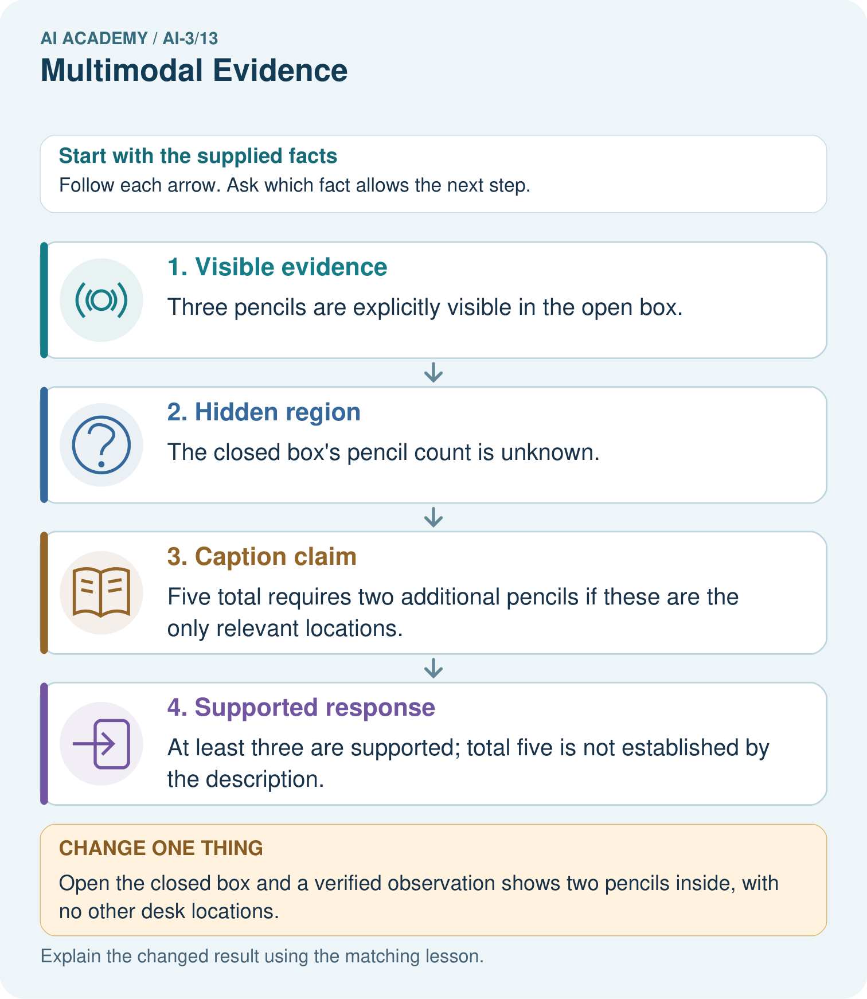 AI ACADEMY / AI-3/13
Multimodal Evidence
Start with the supplied facts
Follow each arrow. Ask which fact allows the next step.
1. Visible evidence
Three pencils are explicitly visible in the open box.
2. Hidden region
The closed box's pencil count is unknown.
3. Caption claim
Five total requires two additional pencils if these are the
only relevant locations.
4. Supported response
At least three are supported; total five is not established by
the description.
CHANGE ONE THING
Open the closed box and a verified observation shows two pencils inside, with
no other desk locations.
Explain the changed result using the matching lesson.